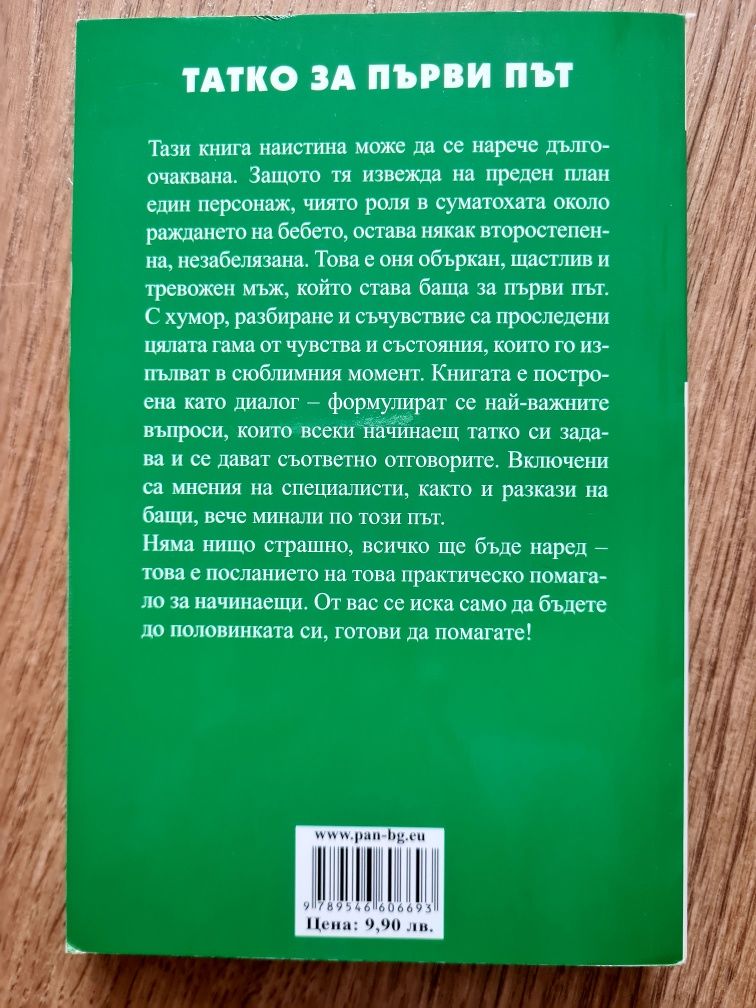 ТАТКО ЗА ПЪРВИ ПЪТ
Тази книга наистина може да се нарече дълго-
очаквана. Защото тя извежда на преден план
един персонаж, чиято роля в суматохата около
раждането на бебето, остава някак второстепен-
на, незабелязана. Това е оня объркан, щастлив и
тревожен мъж, който става баща за първи път.
С хумор, разбиране и съчувствие са проследени
цялата гама от чувства и състояния, които го из-
пълват в сюблимния момент. Книгата е постро-
ена като диалог – формулират се най-важните
въпроси, които всеки начинаещ татко си зада-
ва и се дават съответно отговорите. Включени
са мнения на специалисти, както и разкази на
бащи, вече минали по този път.
Няма нищо страшно, всичко ще бъде наред –
това е посланието на това практическо помага-
ло за начинаещи. От вас се иска само да бъдете
до половинката си, готови да помагате!
www.pan-bg.eu
9 789546 606693
Цена: 9,90 лв.